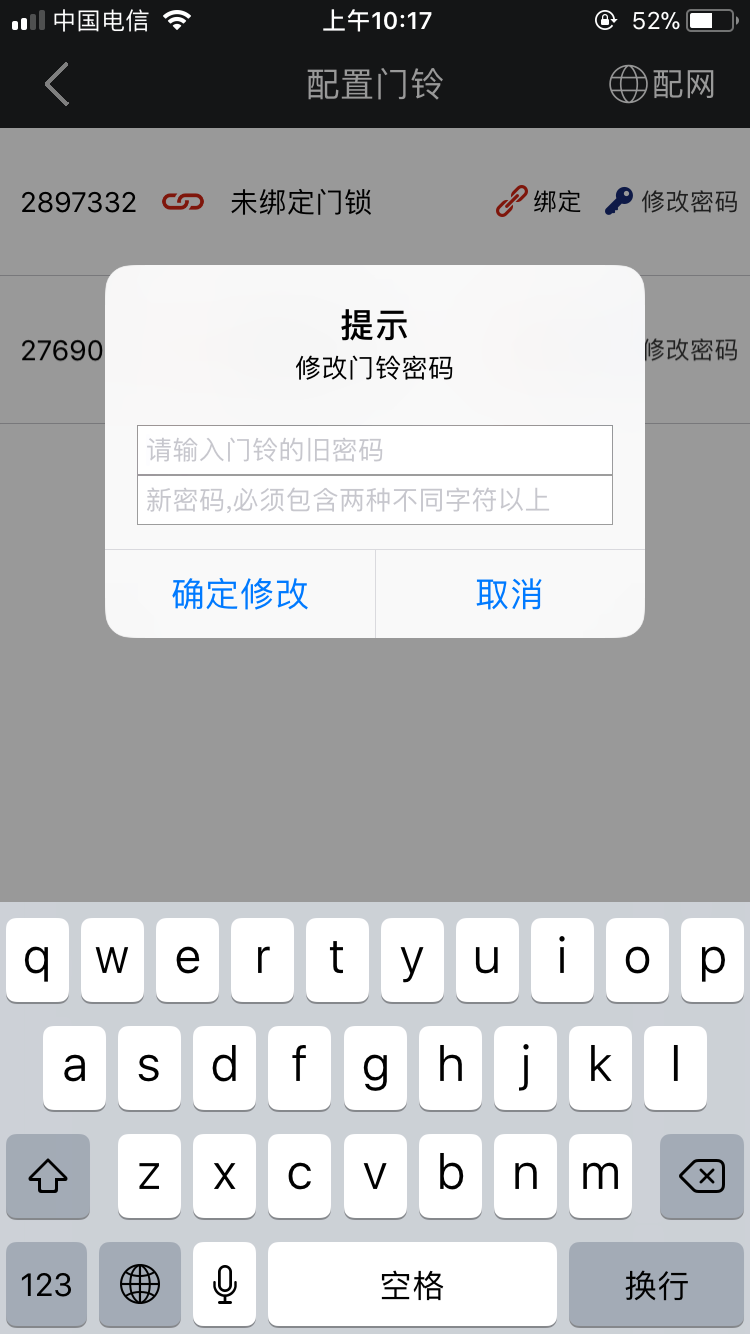 中国电信 上午10:17 52%
配置门铃 配网
2897332 未绑定门锁 绑定 修改密码
27690 修改密码
提示
修改门铃密码
请输入门铃的旧密码
新密码,必须包含两种不同字符以上
确定修改 取消
q w e r t y u i o p
a s d f g h j k l
z x c v b n m
123 空格 换行